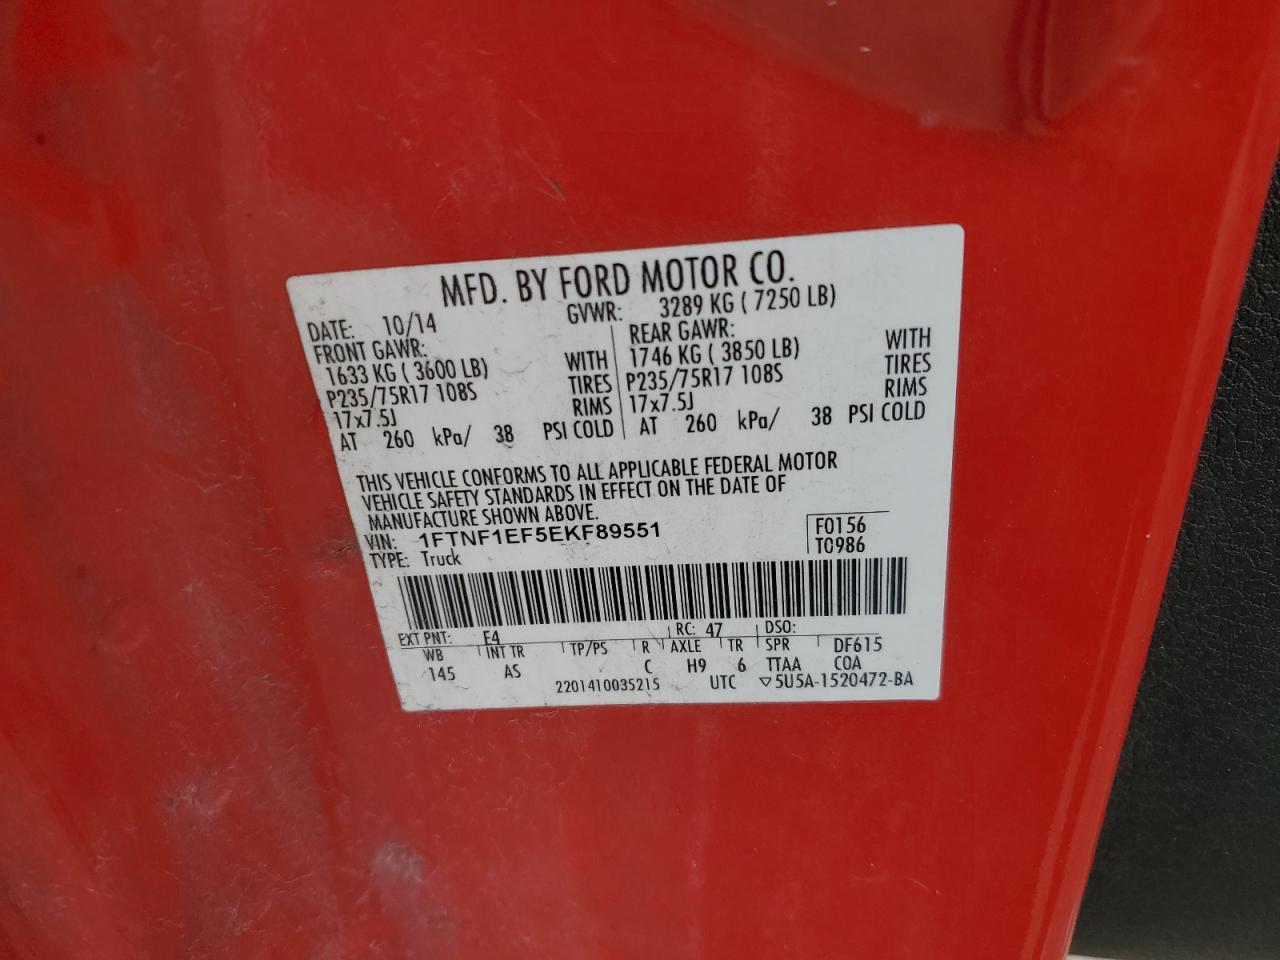 MFD. BY FORD MOTOR CO.
DATE: 10/14 GVWR: 3289 KG ( 7250 LB)
FRONT GAWR: REAR GAWR:
1633 KG ( 3600 LB) WITH 1746 KG ( 3850 LB) WITH
P235/75R17 108S TIRES P235/75R17 108S TIRES
17x7.5J RIMS 17x7.5J RIMS
AT 260 kPa/ 38 PSI COLD AT 260 kPa/ 38 PSI COLD
THIS VEHICLE CONFORMS TO ALL APPLICABLE FEDERAL MOTOR
VEHICLE SAFETY STANDARDS IN EFFECT ON THE DATE OF
MANUFACTURE SHOWN ABOVE.
VIN: 1FTNF1EF5EKF89551 F0156
TYPE: Truck T0986
EXT PNT: E4 RC: 47 DSO:
WB INT TR TP/PS R AXLE TR SPR DF615
145 AS C H9 6 TTAA COA
2201410035215 UTC ▽5U5A-1520472-BA